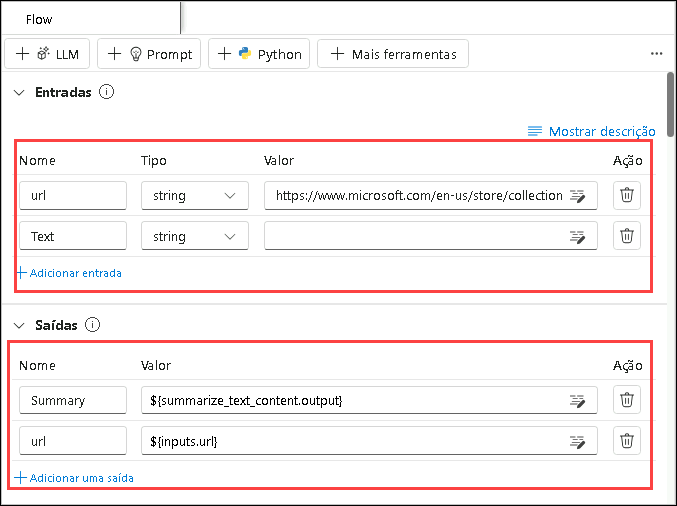 Flow
LLM Prompt Python Mais ferramentas ...
Entradas
Mostrar descrição
Nome Tipo Valor Ação
url string https://www.microsoft.com/en-us/store/collection
Text string
Adicionar entrada
Saídas
Nome Valor Ação
Summary ${summarize_text_content.output}
url ${inputs.url}
Adicionar uma saída